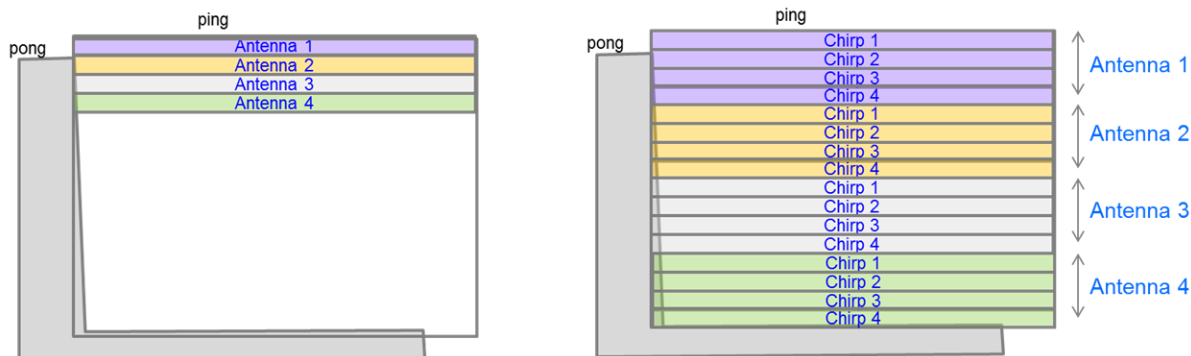 ping
pong
Antenna 1
Antenna 2
Antenna 3
Antenna 4
ping
pong
Chirp 1
Chirp 2
Chirp 3
Chirp 4
Chirp 1
Chirp 2
Chirp 3
Chirp 4
Chirp 1
Chirp 2
Chirp 3
Chirp 4
Chirp 1
Chirp 2
Chirp 3
Chirp 4
Antenna 1
Antenna 2
Antenna 3
Antenna 4